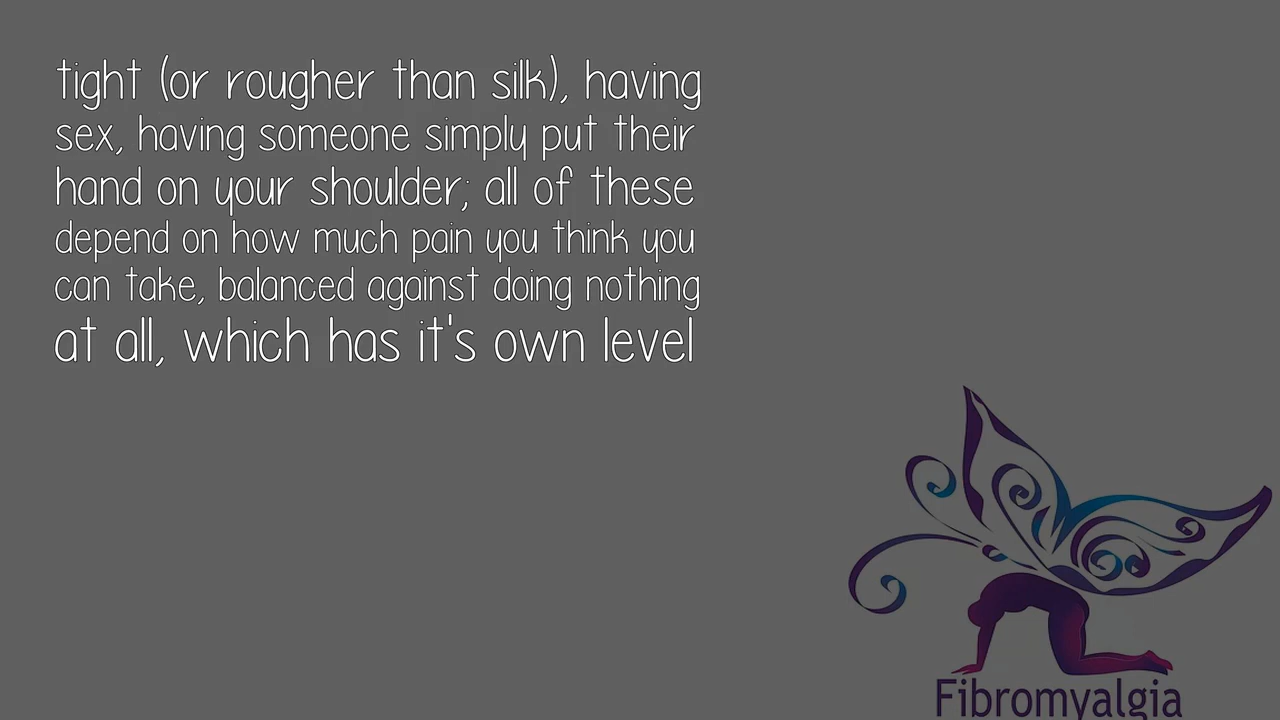 tight (or rougher than silk), having
sex, having someone simply put their
hand on your shoulder; all of these
depend on how much pain you think you
can take, balanced against doing nothing
at all, which has it's own level
Fibromyalgia